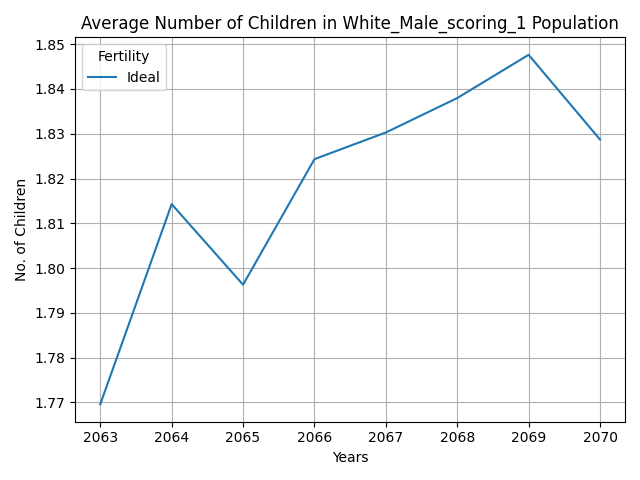 Average Number of Children in White_Male_scoring_1 Population
Fertility
Ideal
No. of Children
1.85
1.84
1.83
1.82
1.81
1.80
1.79
1.78
1.77
2063 2064 2065 2066 2067 2068 2069 2070
Years